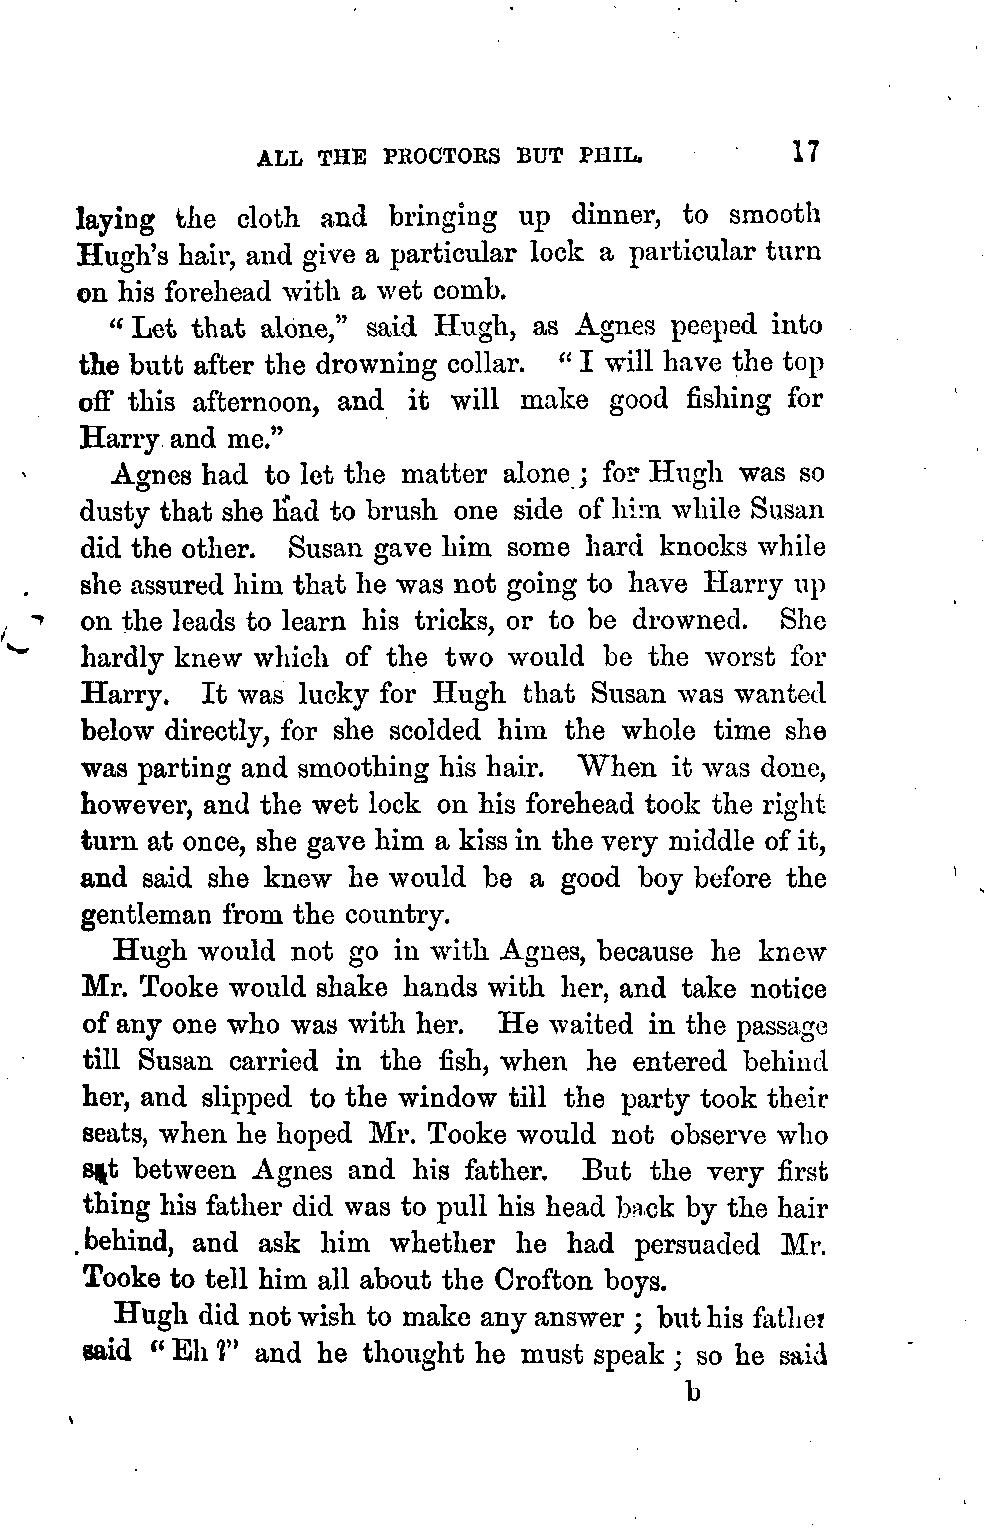 ALL THE PROCTORS BUT PHIL. 17
laying the cloth and bringing up dinner, to smooth
Hugh's hair, and give a particular lock a particular turn
on his forehead with a wet comb.
“Let that alone,” said Hugh, as Agnes peeped into
the butt after the drowning collar. “I will have the top
off this afternoon, and it will make good fishing for
Harry and me.”
Agnes had to let the matter alone; for Hugh was so
dusty that she had to brush one side of him while Susan
did the other. Susan gave him some hard knocks while
she assured him that he was not going to have Harry up
on the leads to learn his tricks, or to be drowned. She
hardly knew which of the two would be the worst for
Harry. It was lucky for Hugh that Susan was wanted
below directly, for she scolded him the whole time she
was parting and smoothing his hair. When it was done,
however, and the wet lock on his forehead took the right
turn at once, she gave him a kiss in the very middle of it,
and said she knew he would be a good boy before the
gentleman from the country.
Hugh would not go in with Agnes, because he knew
Mr. Tooke would shake hands with her, and take notice
of any one who was with her. He waited in the passage
till Susan carried in the fish, when he entered behind
her, and slipped to the window till the party took their
seats, when he hoped Mr. Tooke would not observe who
sat between Agnes and his father. But the very first
thing his father did was to pull his head back by the hair
behind, and ask him whether he had persuaded Mr.
Tooke to tell him all about the Crofton boys.
Hugh did not wish to make any answer; but his father
said “Eh?” and he thought he must speak; so he said
b